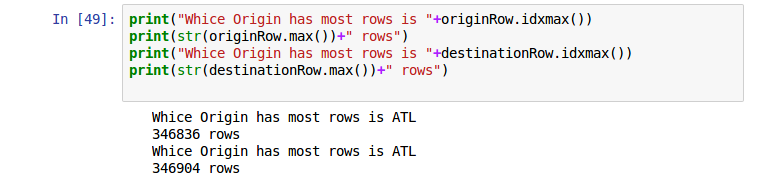 In [49]: print("Whice Origin has most rows is "+originRow.idxmax())
print(str(originRow.max())+" rows")
print("Whice Origin has most rows is "+destinationRow.idxmax())
print(str(destinationRow.max())+" rows")
Whice Origin has most rows is ATL
346836 rows
Whice Origin has most rows is ATL
346904 rows